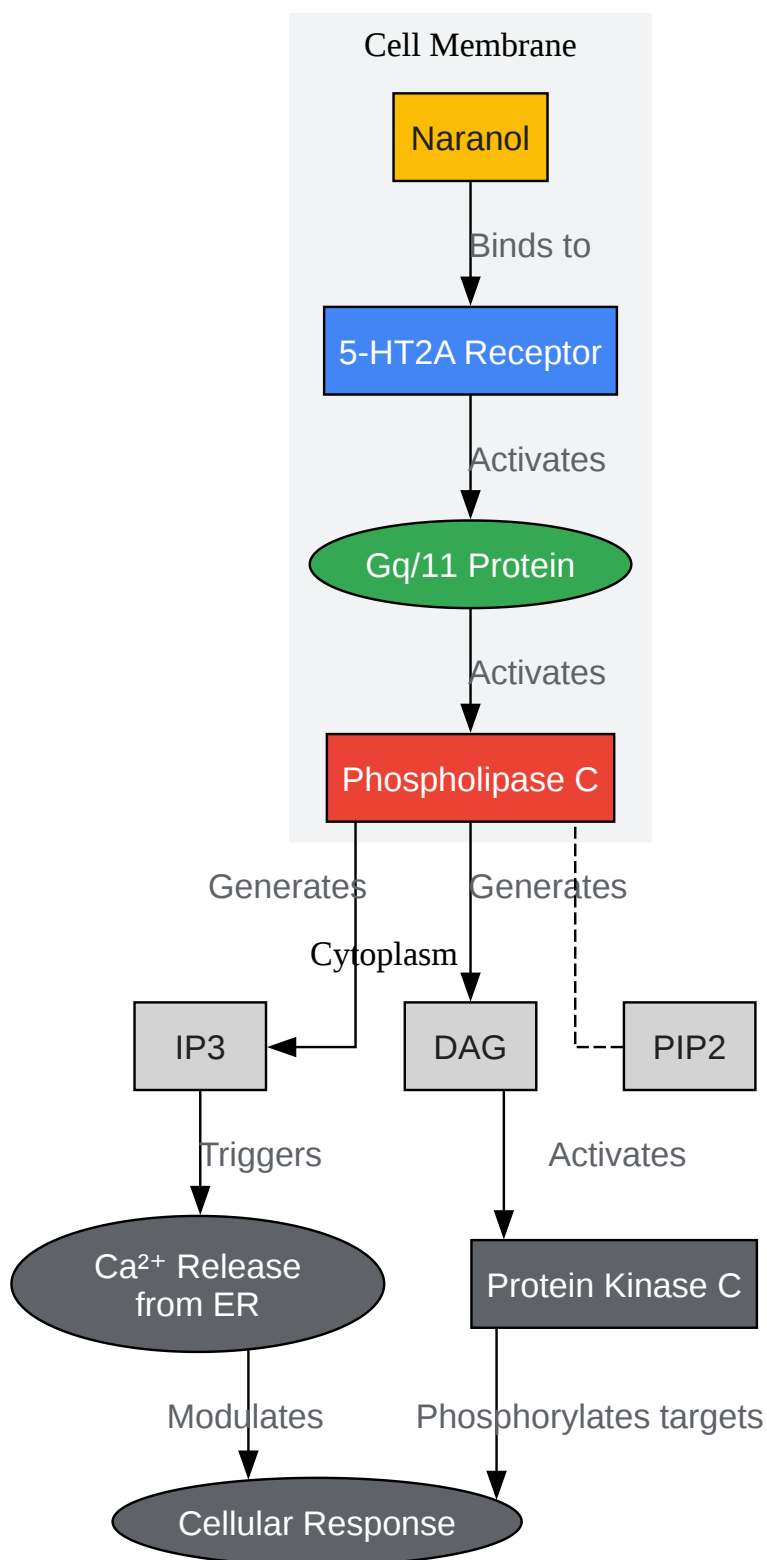 Cell Membrane
Naranol
Binds to
5-HT2A Receptor
Activates
Gq/11 Protein
Activates
Phospholipase C
Generates
Generates
Cytoplasm
IP3
DAG
PIP2
Triggers
Activates
Ca²⁺ Release
from ER
Protein Kinase C
Modulates
Phosphorylates targets
Cellular Response